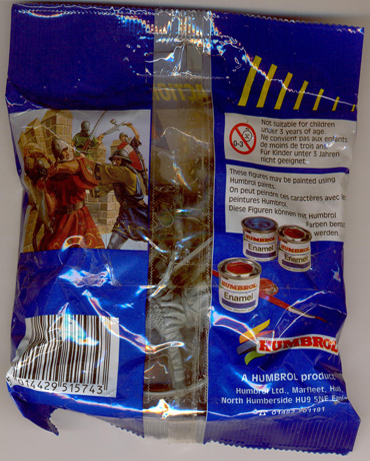 Not suitable for children
under 3 years of age.
Ne convient pas aux enfants
de moins de trois ans.
Für Kinder unter 3 Jahren
nicht geeignet.
0-3
These figures may be painted using
Humbrol paints.
On peut peindre ces caractères avec les
peintures Humbrol.
Diese Figuren können mit Humbrol
Farben
werden.
HUMBROL
Enamel
HUMBROL
Enamel
HUMBROL
Enamel
HUMBROL
A HUMBROL product
Humbrol Ltd., Marfleet, Hull,
North Humberside HU9 5NE
5 014429 515743